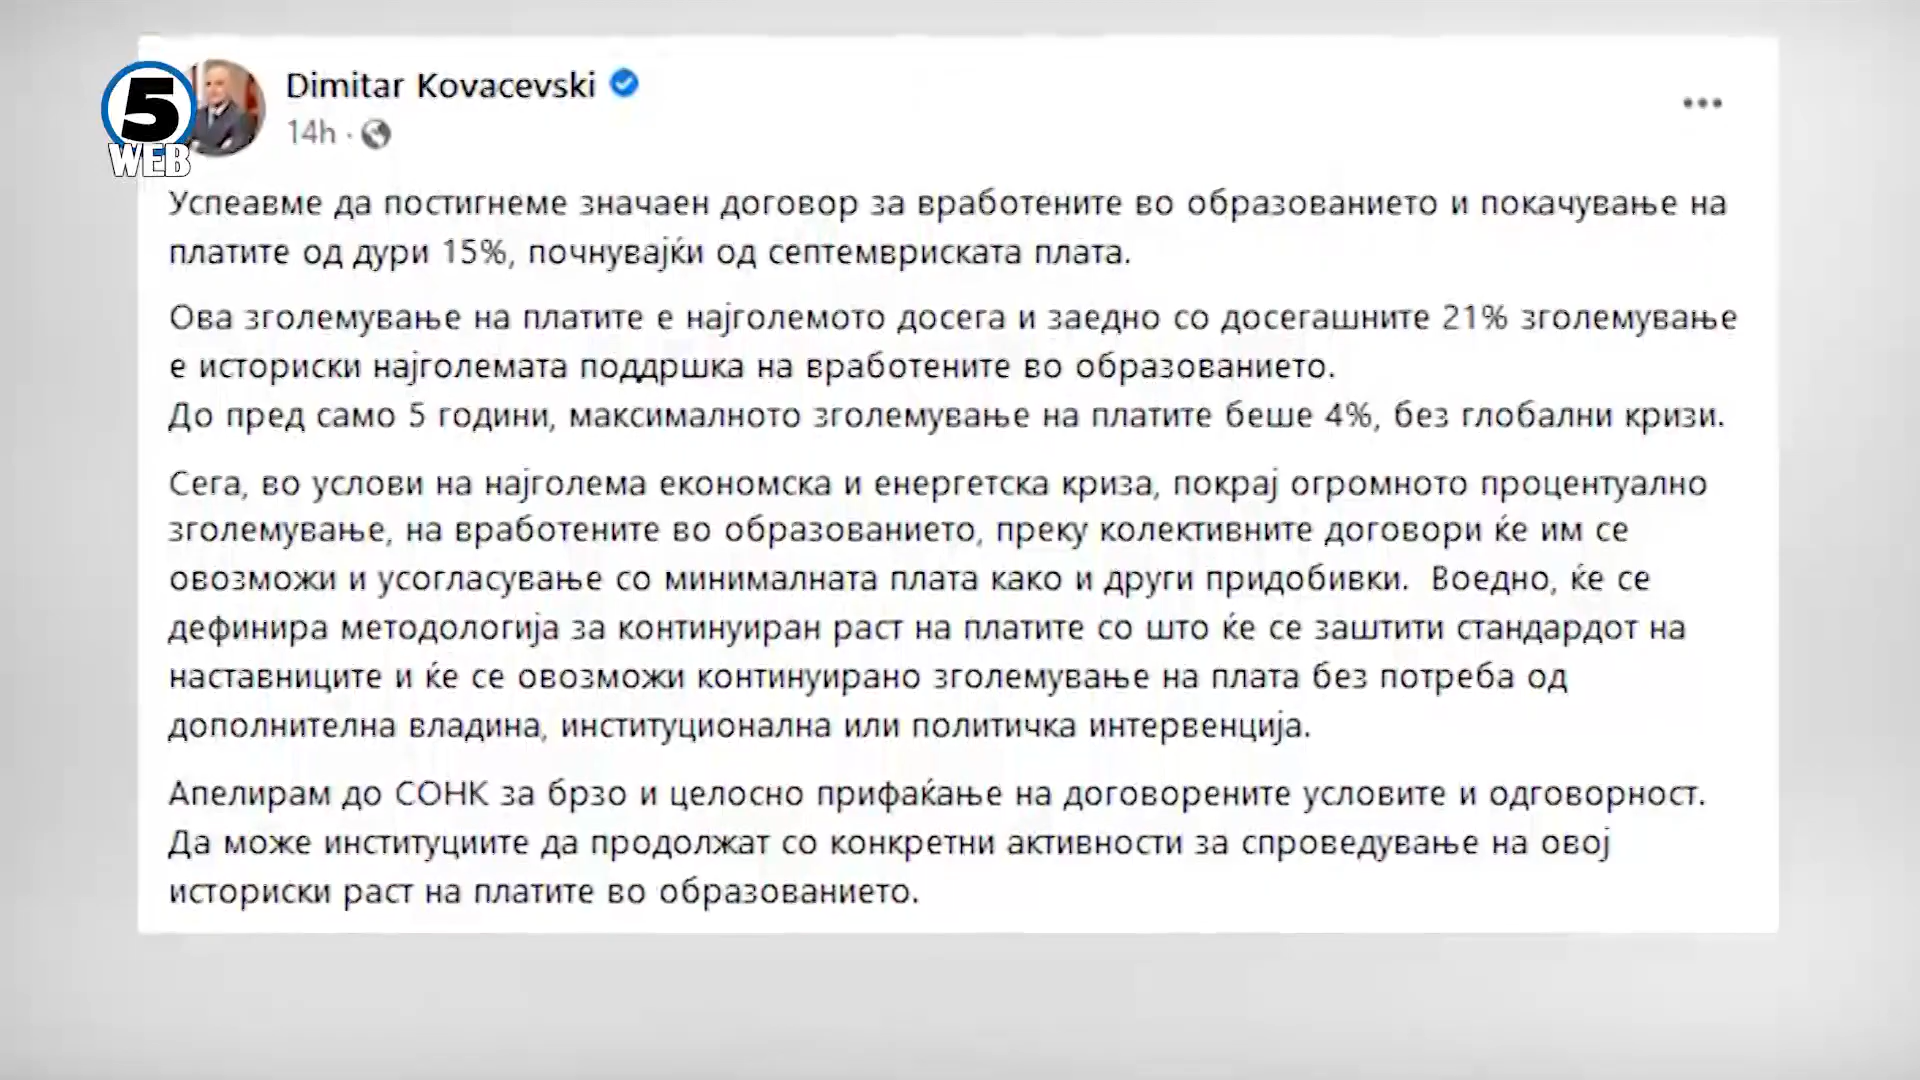 5
WEB
Dimitar Kovacevski
14h ·
Успеавме да постигнеме значаен договор за вработените во образованието и покачување на
платите од дури 15%, почнувајќи од септемвриската плата.
Ова зголемување на платите е најголемото досега и заедно со досегашните 21% зголемување
е историски најголемата поддршка на вработените во образованието.
До пред само 5 години, максималното зголемување на платите беше 4%, без глобални кризи.
Сега, во услови на најголема економска и енергетска криза, покрај огромното процентуално
зголемување, на вработените во образованието, преку колективните договори ќе им се
овозможи и усогласување со минималната плата како и други придобивки. Воедно, ќе се
дефинира методологија за континуиран раст на платите со што ќе се заштити стандардот на
наставниците и ќе се овозможи континуирано зголемување на плата без потреба од
дополнителна владина, институционална или политичка интервенција.
Апелирам до СОНК за брзо и целосно прифаќање на договорените условите и одговорност.
Да може институциите да продолжат со конкретни активности за спроведување на овој
историски раст на платите во образованието.